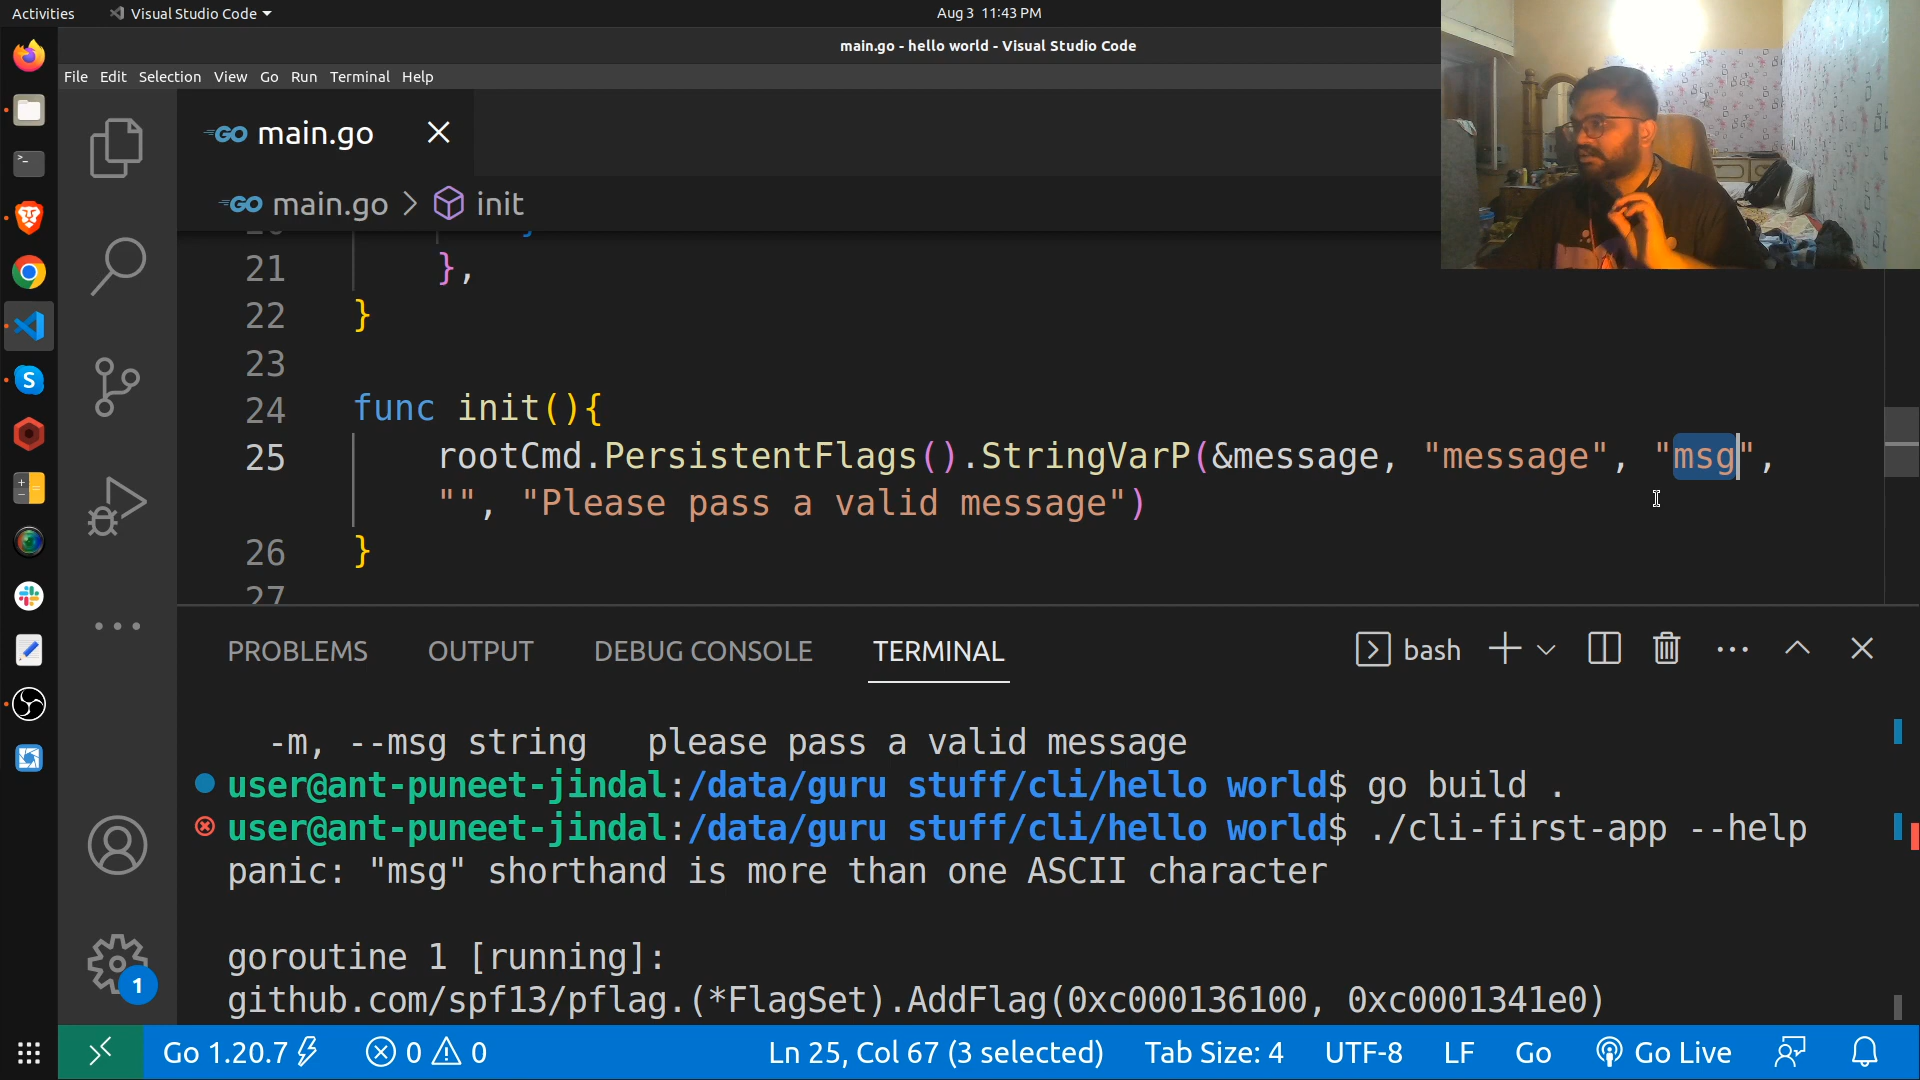 Activities
Visual Studio Code
Aug 3 11:43 PM
main.go - hello world - Visual Studio Code
File Edit Selection View Go Run Terminal Help
GO main.go
GO main.go > init
21 },
22 }
23
24 func init(){
25 rootCmd.PersistentFlags().StringVarP(&message, "message", "msg",
"", "Please pass a valid message")
26 }
27
PROBLEMS OUTPUT DEBUG CONSOLE TERMINAL
bash
-m, --msg string please pass a valid message
user@ant-puneet-jindal:/data/guru stuff/cli/hello world$ go build .
user@ant-puneet-jindal:/data/guru stuff/cli/hello world$ ./cli-first-app --help
panic: "msg" shorthand is more than one ASCII character
goroutine 1 [running]:
github.com/spf13/pflag.(*FlagSet).AddFlag(0xc000136100, 0xc0001341e0)
1
Go 1.20.7 0 0 Ln 25, Col 67 (3 selected) Tab Size: 4 UTF-8 LF Go Go Live